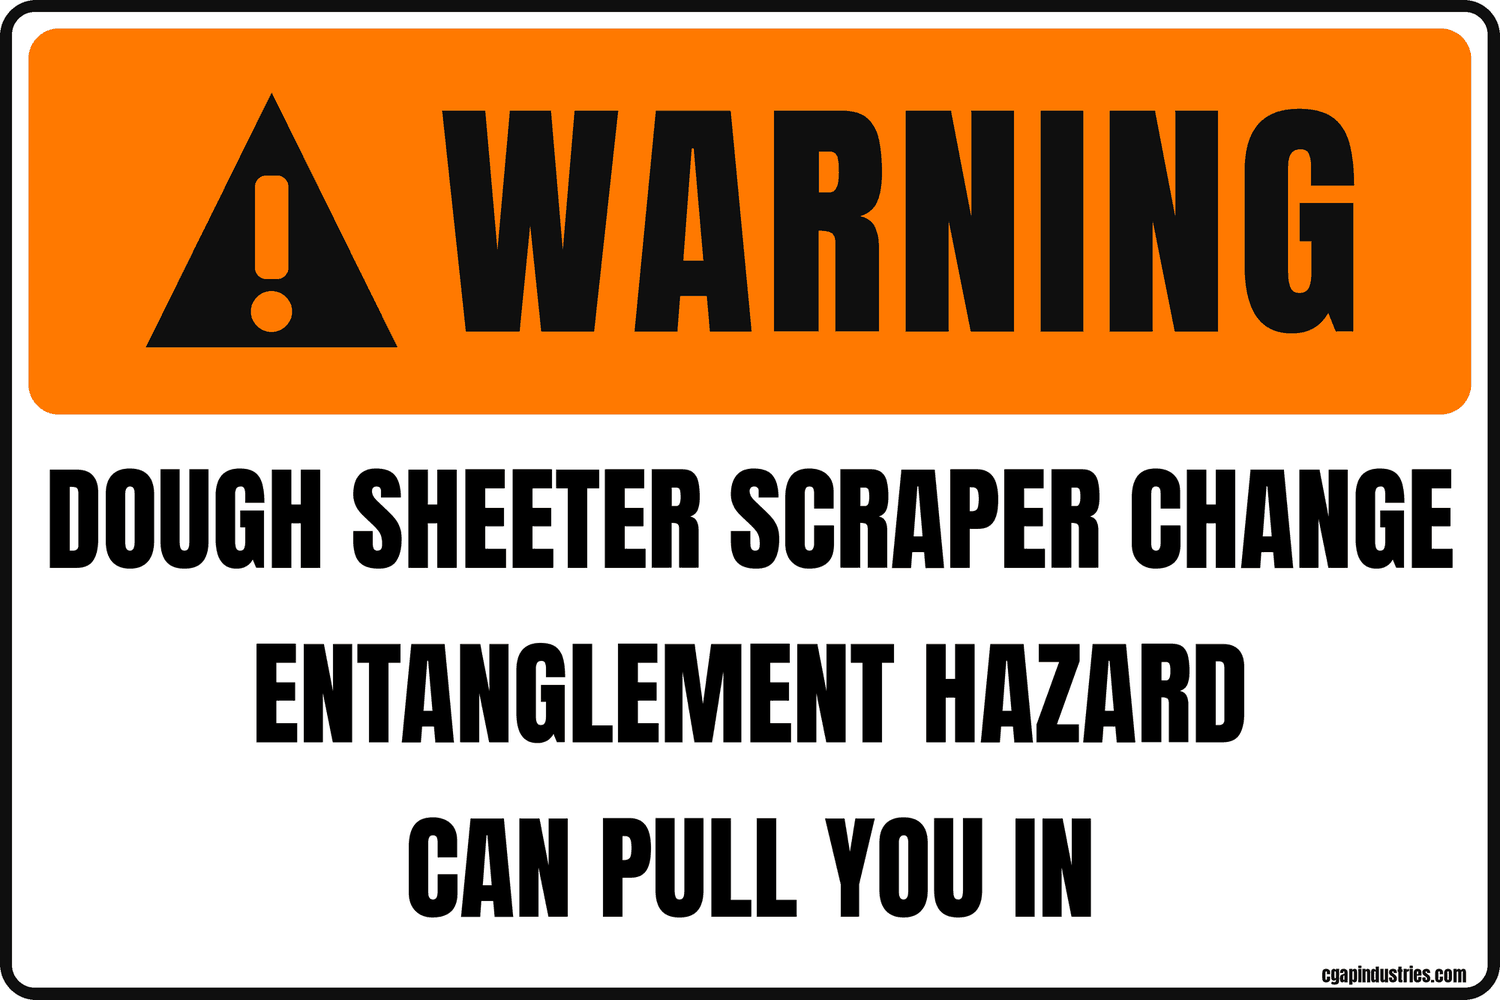 WARNING
DOUGH SHEETER SCRAPER CHANGE
ENTANGLEMENT HAZARD
CAN PULL YOU IN
cgapindustries.com